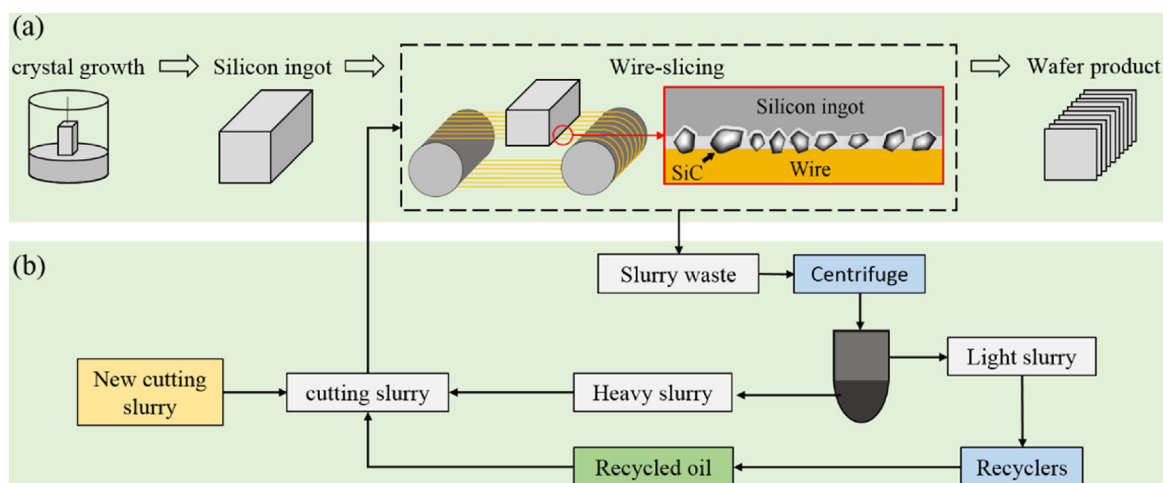 (a)
crystal growth
Silicon ingot
Wire-slicing
Wafer product
Silicon ingot
SiC
Wire
(b)
Slurry waste
Centrifuge
Light slurry
New cutting
slurry
cutting slurry
Heavy slurry
Recycled oil
Recyclers